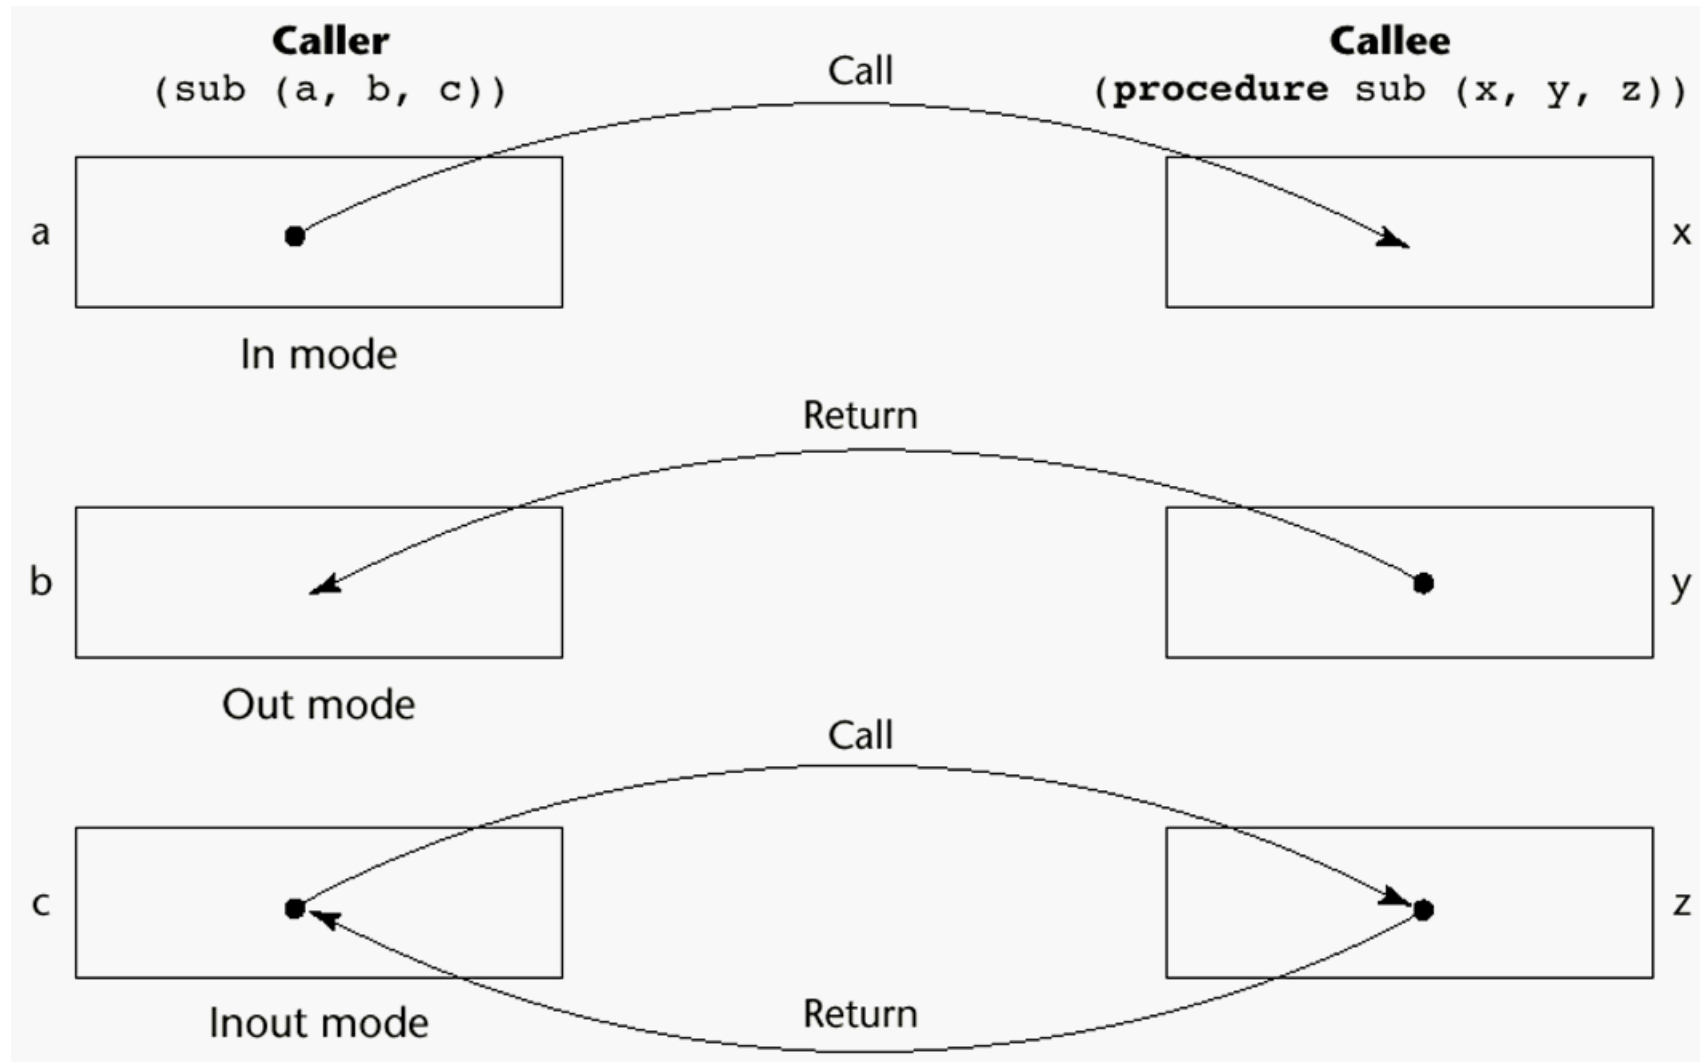 Caller
Callee
(sub (a, b, c))
Call
(procedure sub (x, y, z))
a
x
In mode
Return
b
y
Out mode
Call
c
z
Inout mode
Return